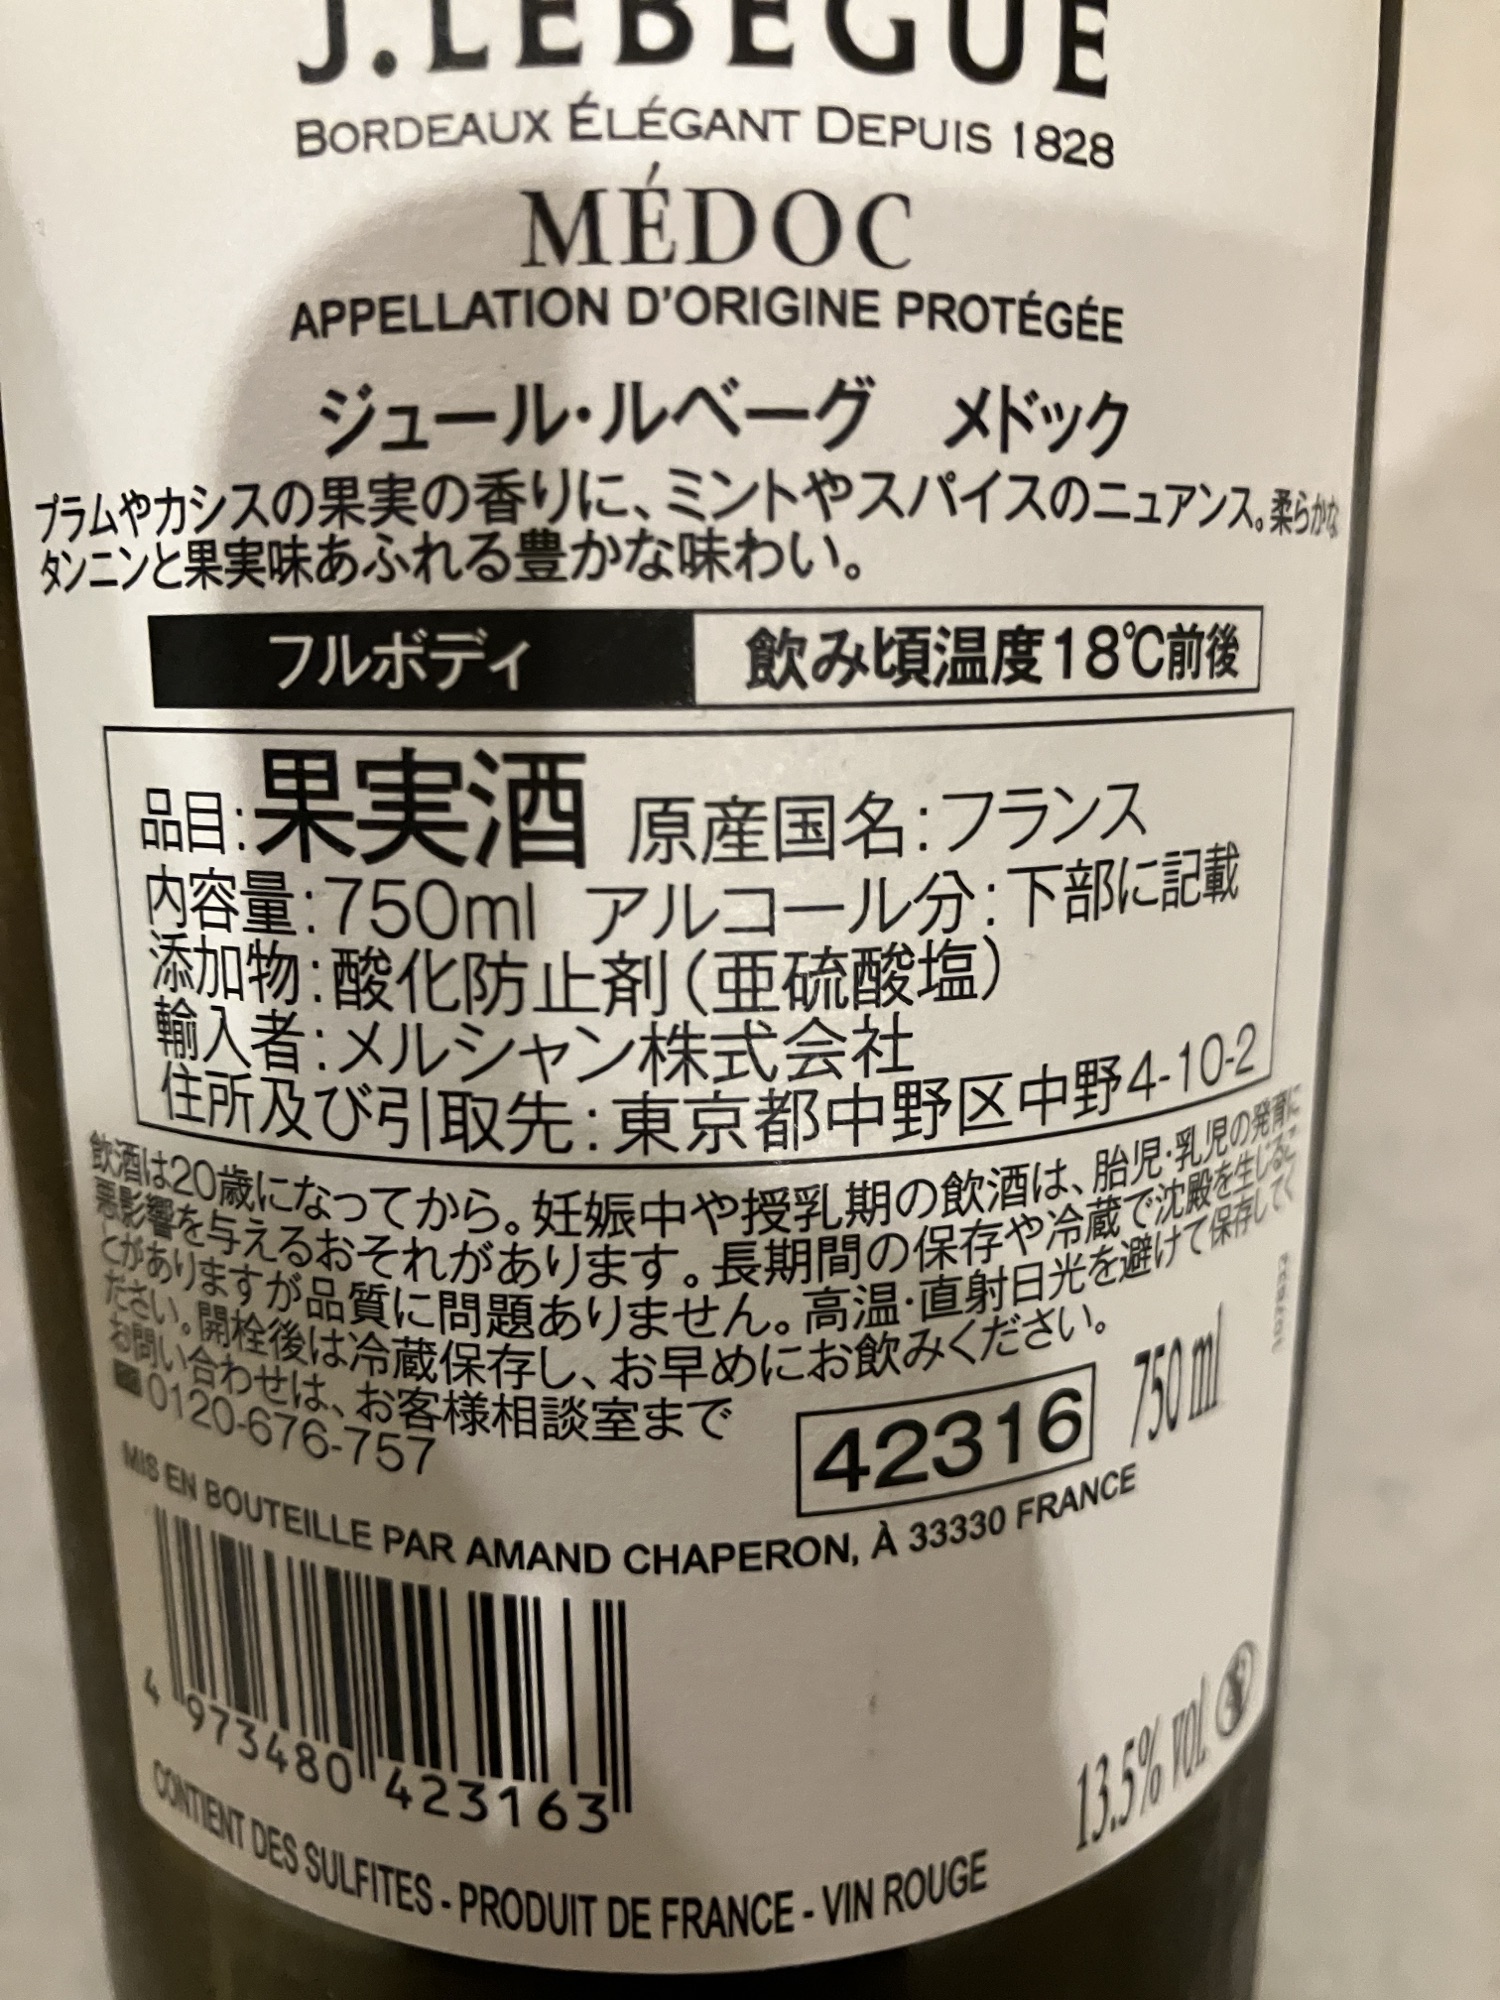 J.LEBEGUE
BORDEAUX ÉLÉGANT DEPUIS 1828
MÉDOC
APPELLATION D'ORIGINE PROTÉGÉE
ジュール・ルベーグ メドック
プラムやカシスの果実の香りに、ミントやスパイスのニュアンス。柔らかな
タンニンと果実味あふれる豊かな味わい。
フルボディ 飲み頃温度18℃前後
品目:果実酒 原産国名:フランス
内容量:750ml アルコール分:下部に記載
添加物:酸化防止剤(亜硫酸塩)
輸入者:メルシャン株式会社
住所及び引取先:東京都中野区中野4-10-2
飲酒は20歳になってから。妊娠中や授乳期の飲酒は、胎児・乳児の発育に
悪影響を与えるおそれがあります。長期間の保存や冷蔵で沈殿を生じるこ
とがありますが品質に問題ありません。高温・直射日光を避けて保存してく
ださい。開栓後は冷蔵保存し、お早めにお飲みください。
お問い合わせは、お客様相談室まで
0120-676-757
42316 750 ml
MIS EN BOUTEILLE PAR AMAND CHAPERON, À 33330 FRANCE
4 973480 423163
13.5% VOL
CONTIENT DES SULFITES - PRODUIT DE FRANCE - VIN ROUGE